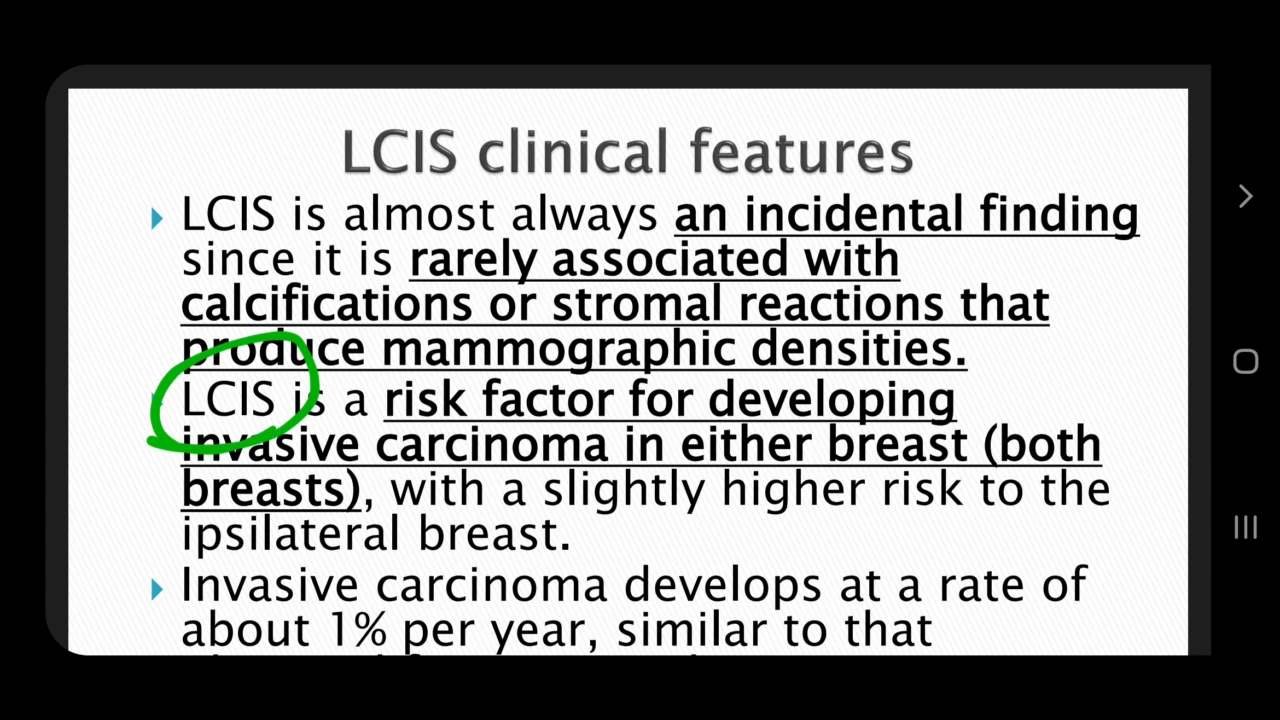 LCIS clinical features
LCIS is almost always an incidental finding
since it is rarely associated with
calcifications or stromal reactions that
produce mammographic densities.
LCIS is a risk factor for developing
invasive carcinoma in either breast (both
breasts), with a slightly higher risk to the
ipsilateral breast.
Invasive carcinoma develops at a rate of
about 1% per year, similar to that